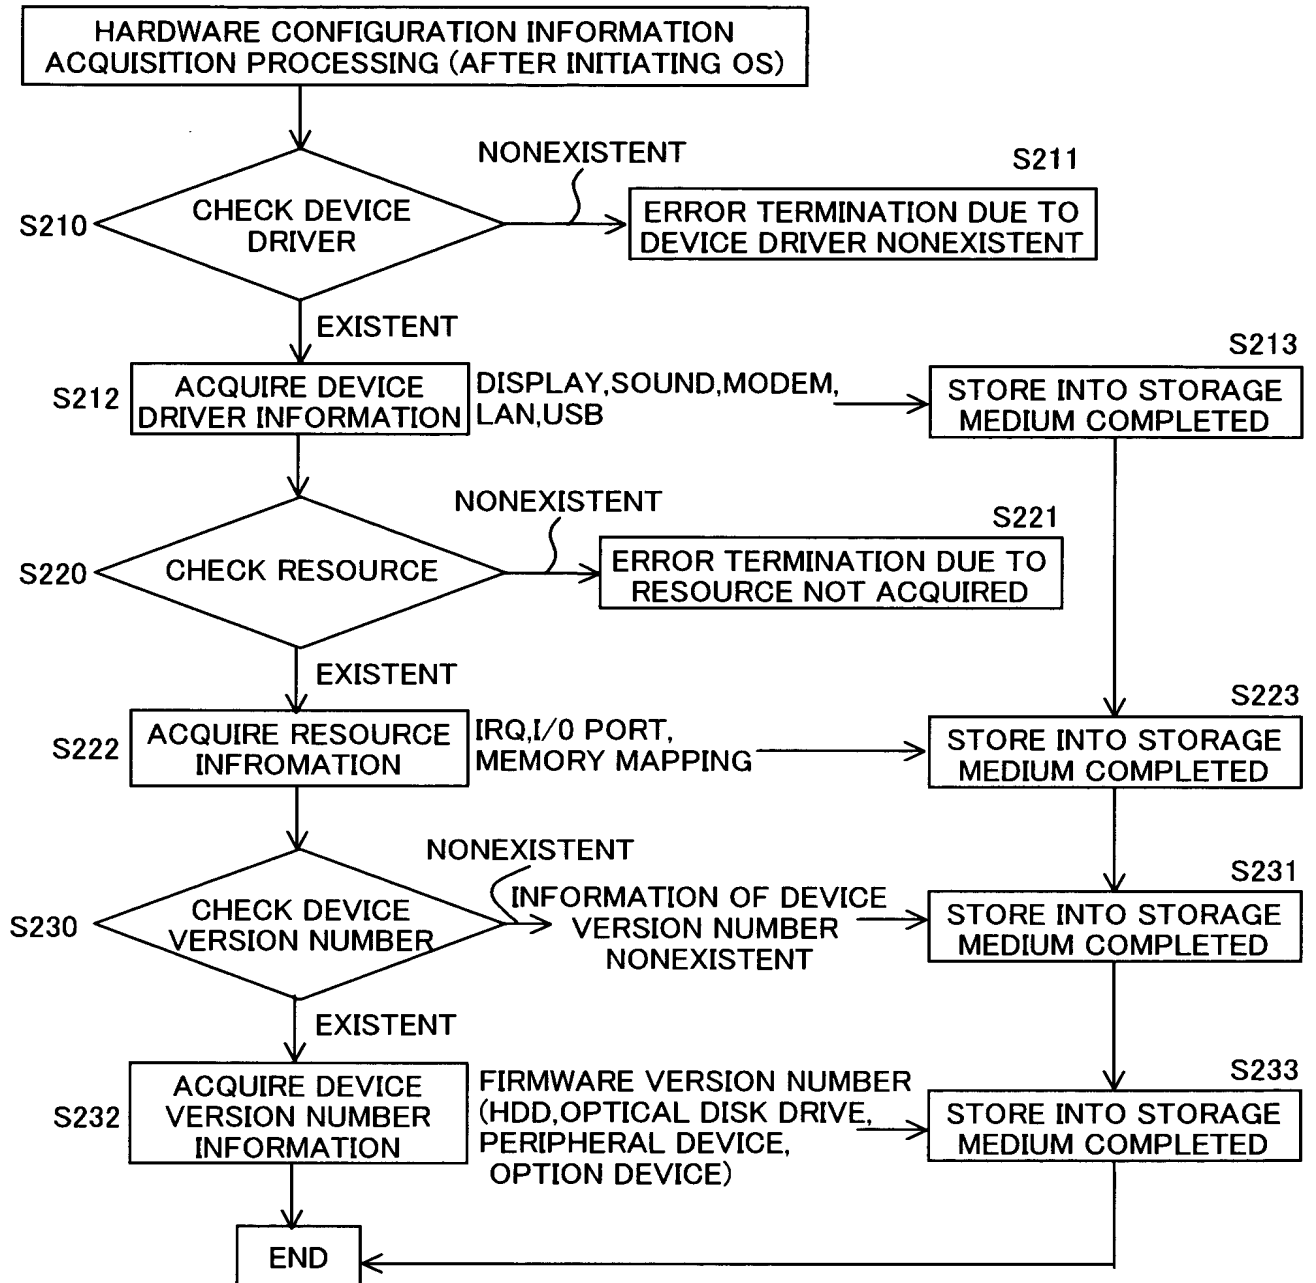 HARDWARE CONFIGURATION INFORMATION
ACQUISITION PROCESSING (AFTER INITIATING OS)
NONEXISTENT
S211
S210
CHECK DEVICE
DRIVER
ERROR TERMINATION DUE TO
DEVICE DRIVER NONEXISTENT
EXISTENT
S213
S212
ACQUIRE DEVICE
DRIVER INFORMATION
DISPLAY,SOUND,MODEM,
LAN,USB
STORE INTO STORAGE
MEDIUM COMPLETED
NONEXISTENT
S221
S220
CHECK RESOURCE
ERROR TERMINATION DUE TO
RESOURCE NOT ACQUIRED
EXISTENT
S223
S222
ACQUIRE RESOURCE
INFROMATION
IRQ,I/0 PORT,
MEMORY MAPPING
STORE INTO STORAGE
MEDIUM COMPLETED
NONEXISTENT
S231
S230
CHECK DEVICE
VERSION NUMBER
INFORMATION OF DEVICE
VERSION NUMBER
NONEXISTENT
STORE INTO STORAGE
MEDIUM COMPLETED
EXISTENT
S233
S232
ACQUIRE DEVICE
VERSION NUMBER
INFORMATION
FIRMWARE VERSION NUMBER
(HDD,OPTICAL DISK DRIVE,
PERIPHERAL DEVICE,
OPTION DEVICE)
STORE INTO STORAGE
MEDIUM COMPLETED
END